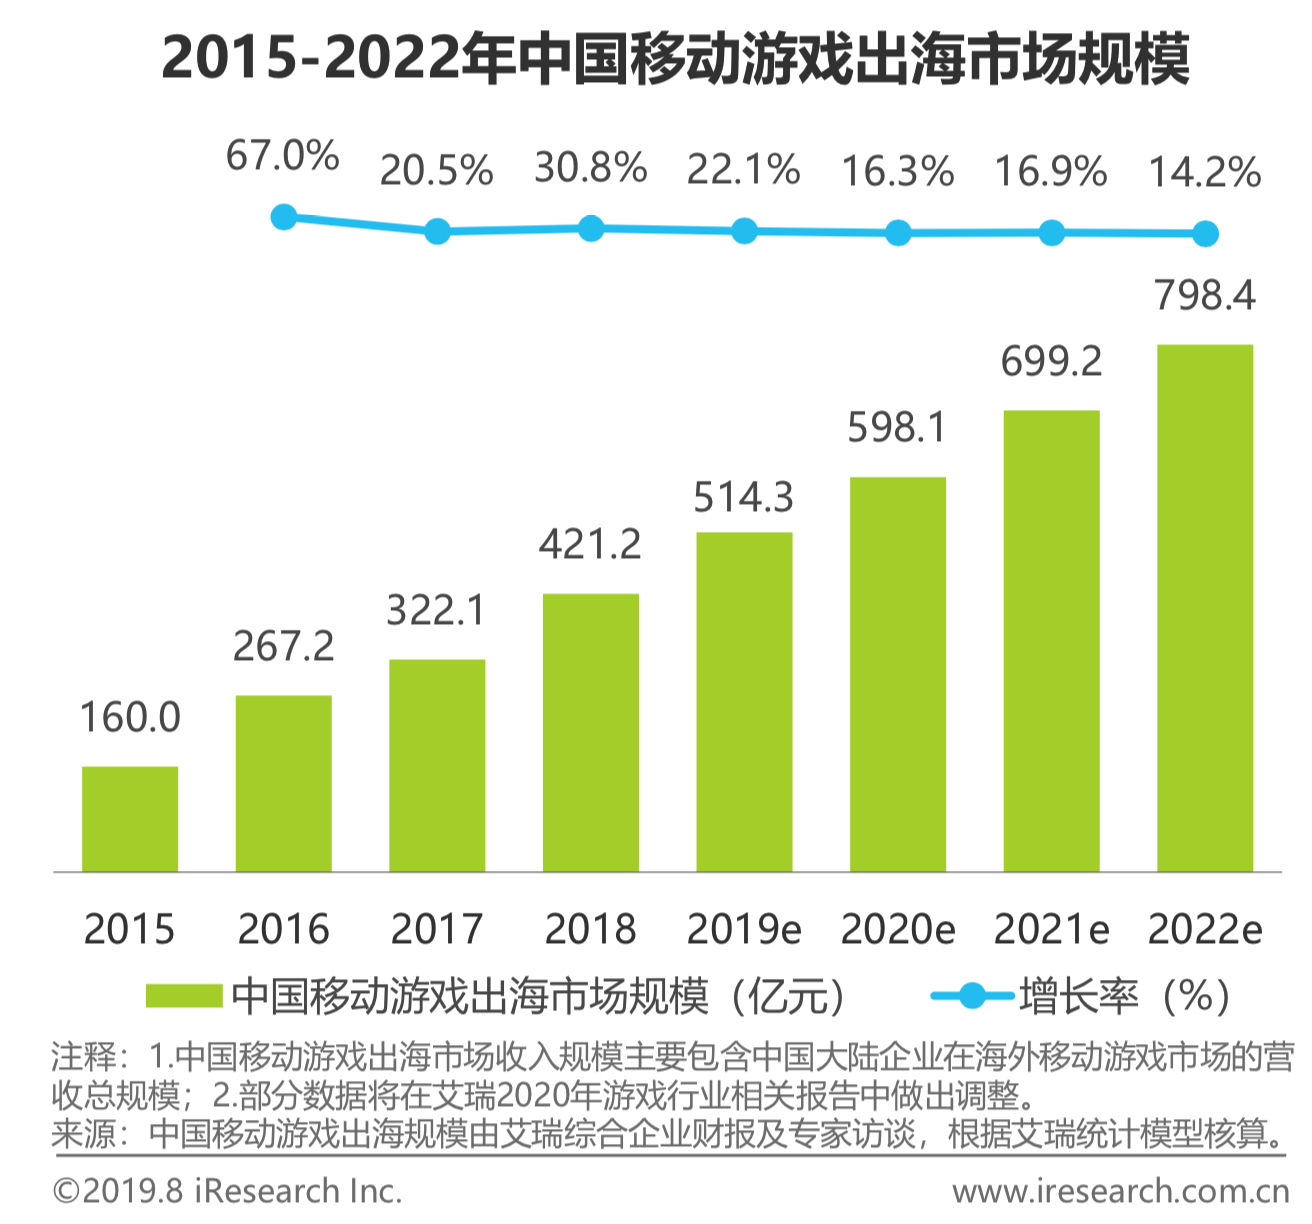 2015-2022年中国移动游戏出海市场规模
67.0% 20.5% 30.8% 22.1% 16.3% 16.9% 14.2%
160.0 267.2 322.1 421.2 514.3 598.1 699.2 798.4
2015 2016 2017 2018 2019e 2020e 2021e 2022e
中国移动游戏出海市场规模（亿元） 增长率（%）
注释：1.中国移动游戏出海市场收入规模主要包含中国大陆企业在海外移动游戏市场的营
收总规模；2.部分数据将在艾瑞2020年游戏行业相关报告中做出调整。
来源：中国移动游戏出海规模由艾瑞综合企业财报及专家访谈，根据艾瑞统计模型核算。
©2019.8 iResearch Inc. www.iresearch.com.cn